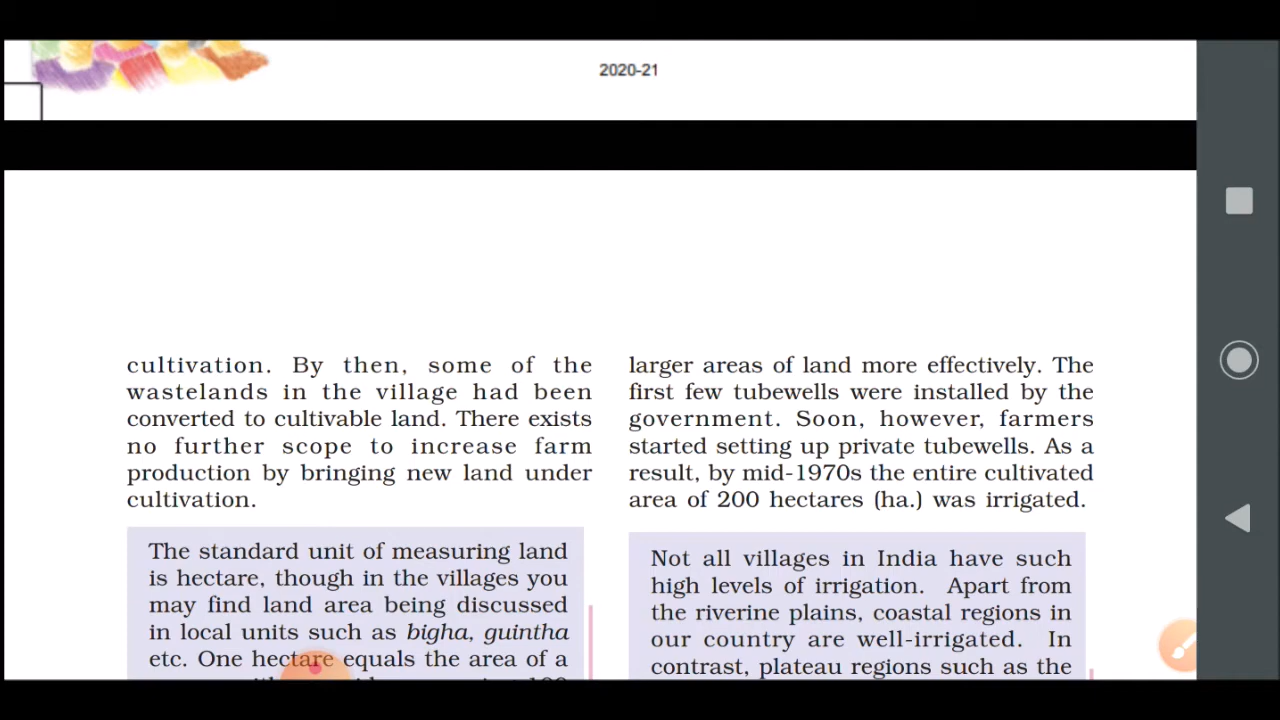 2020-21
cultivation. By then, some of the
wastelands in the village had been
converted to cultivable land. There exists
no further scope to increase farm
production by bringing new land under
cultivation.
The standard unit of measuring land
is hectare, though in the villages you
may find land area being discussed
in local units such as bigha, guintha
etc. One hectare equals the area of a
larger areas of land more effectively. The
first few tubewells were installed by the
government. Soon, however, farmers
started setting up private tubewells. As a
result, by mid-1970s the entire cultivated
area of 200 hectares (ha.) was irrigated.
Not all villages in India have such
high levels of irrigation. Apart from
the riverine plains, coastal regions in
our country are well-irrigated. In
contrast, plateau regions such as the